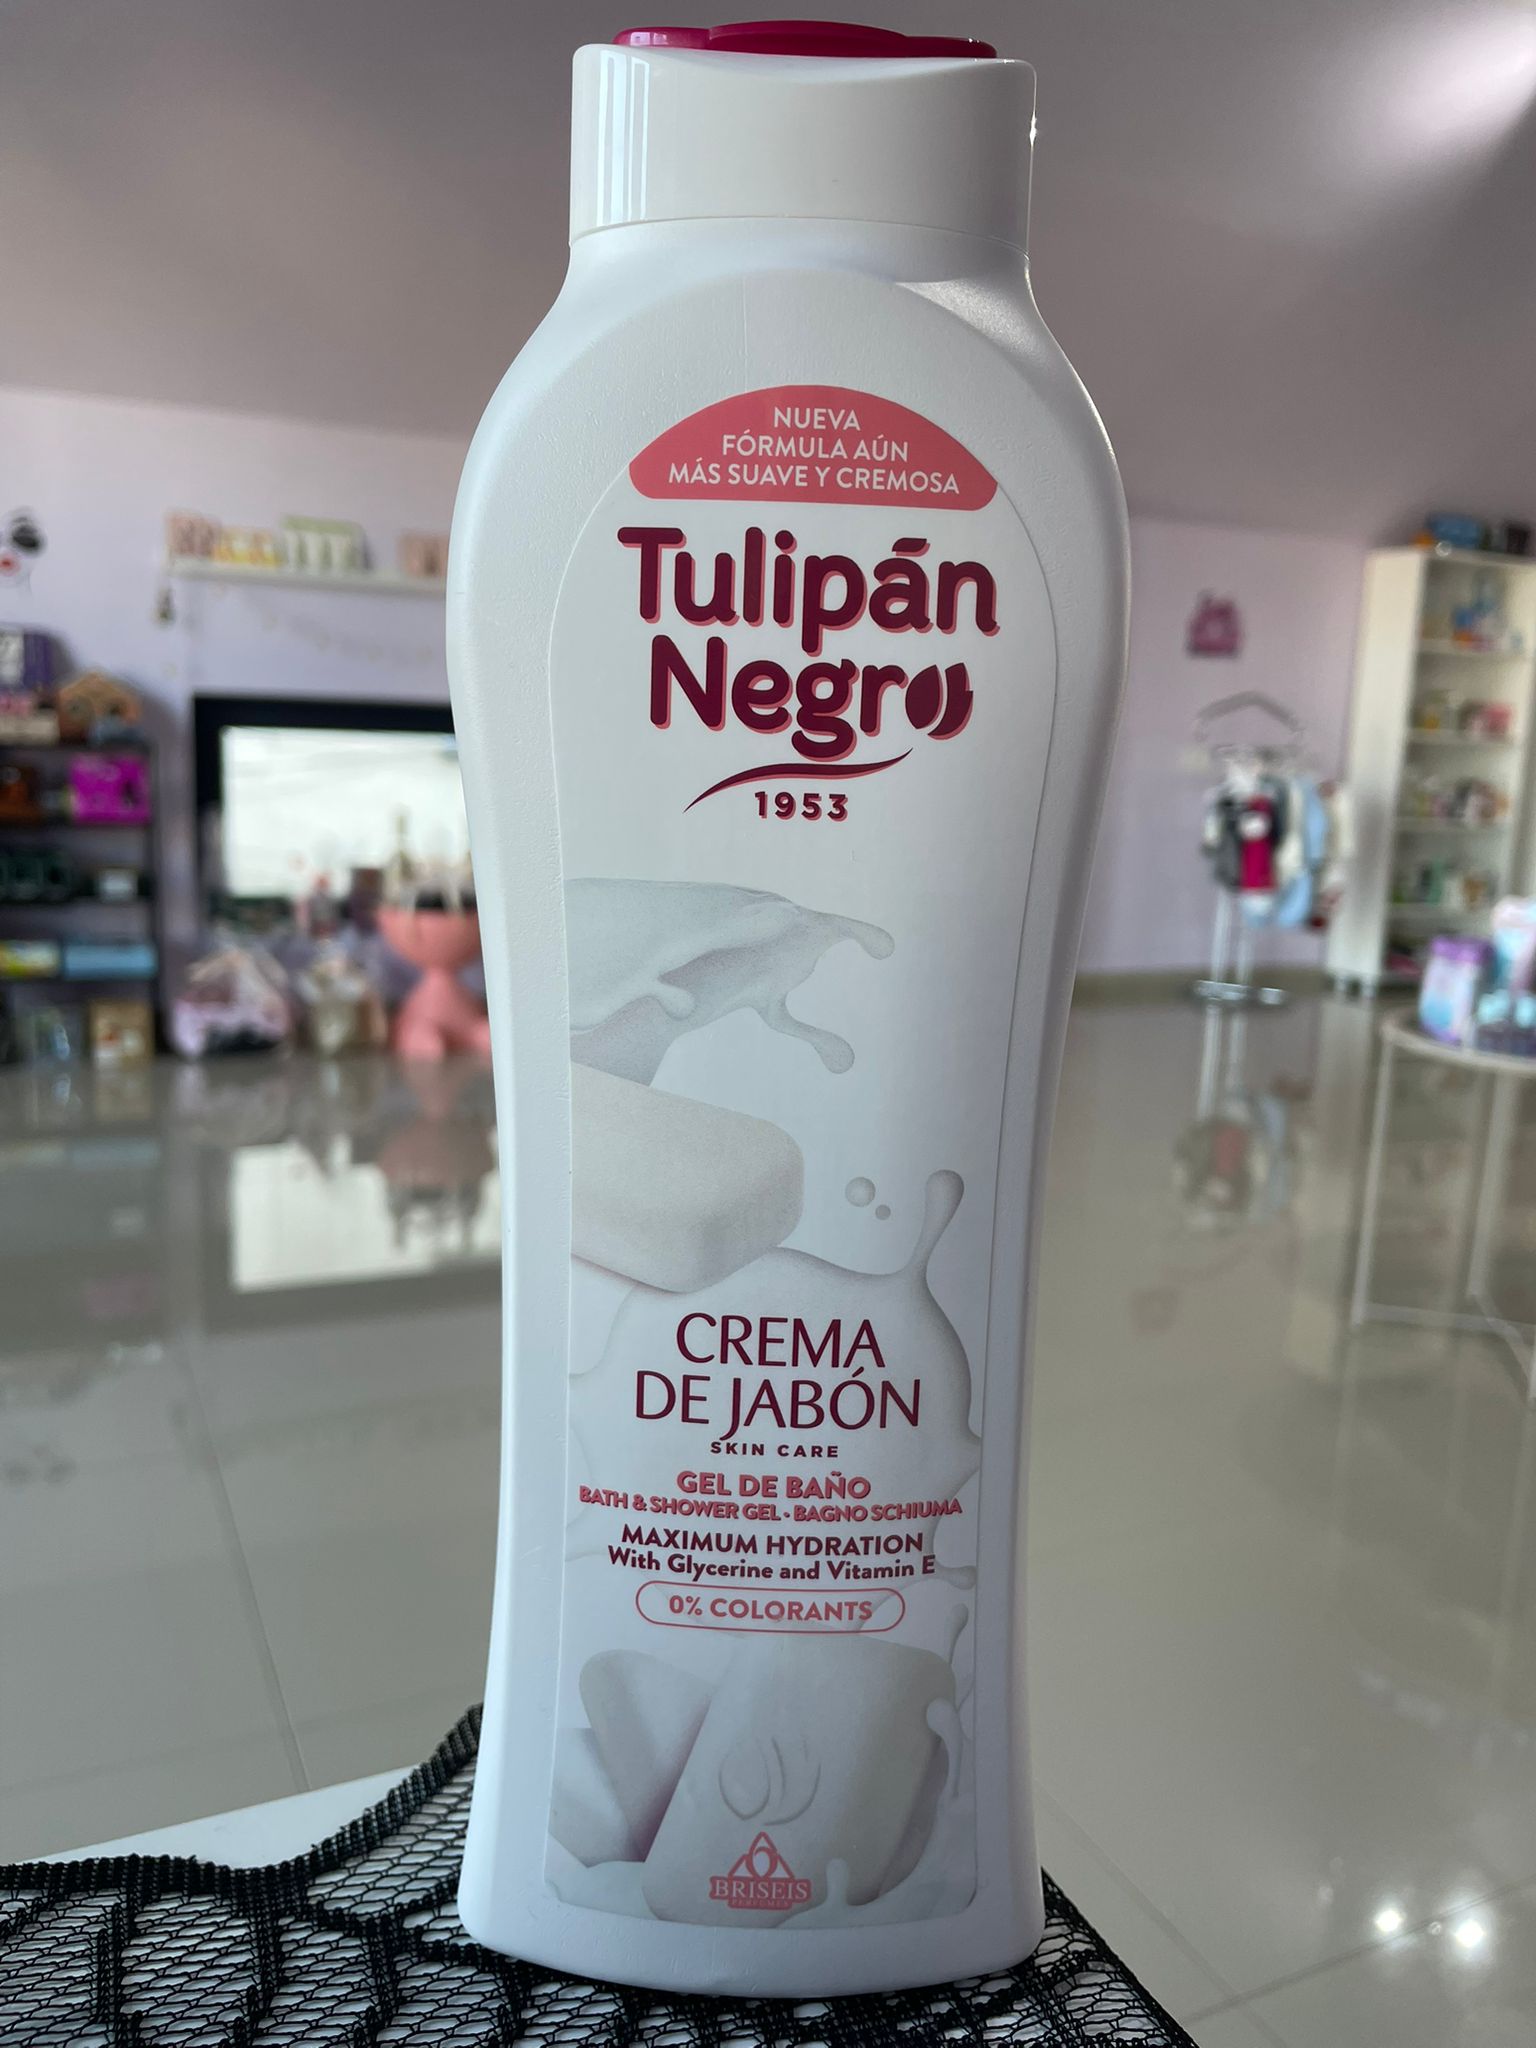 NUEVA
FÓRMULA AÚN
MÁS SUAVE Y CREMOSA
Tulipán
Negro
1953
CREMA
DE JABÓN
SKIN CARE
GEL DE BAÑO
BATH & SHOWER GEL · BAGNO SCHIUMA
MAXIMUM HYDRATION
With Glycerine and Vitamin E
0% COLORANTS
BRISEIS
PERFUMES